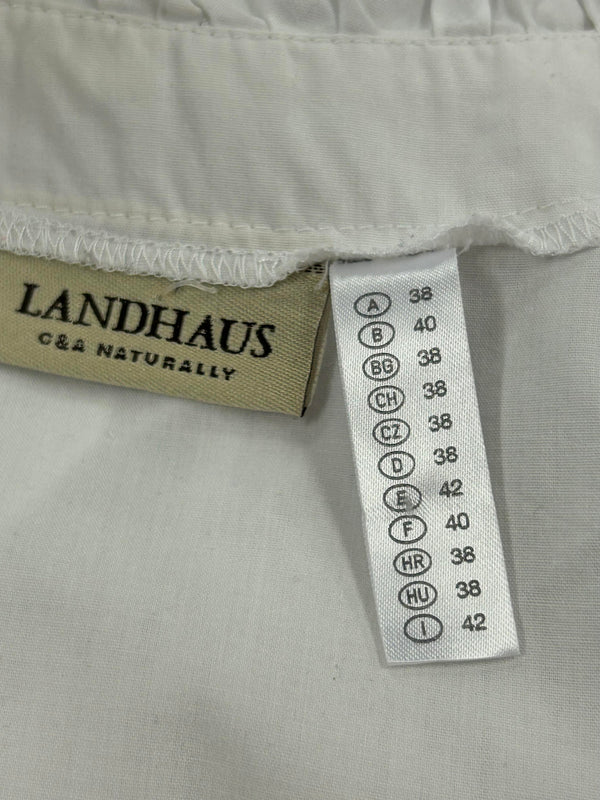 LANDHAUS
C&A NATURALLY
A 38
B 40
BG 38
CH 38
CZ 38
D 38
E 42
F 40
HR 38
HU 38
I 42